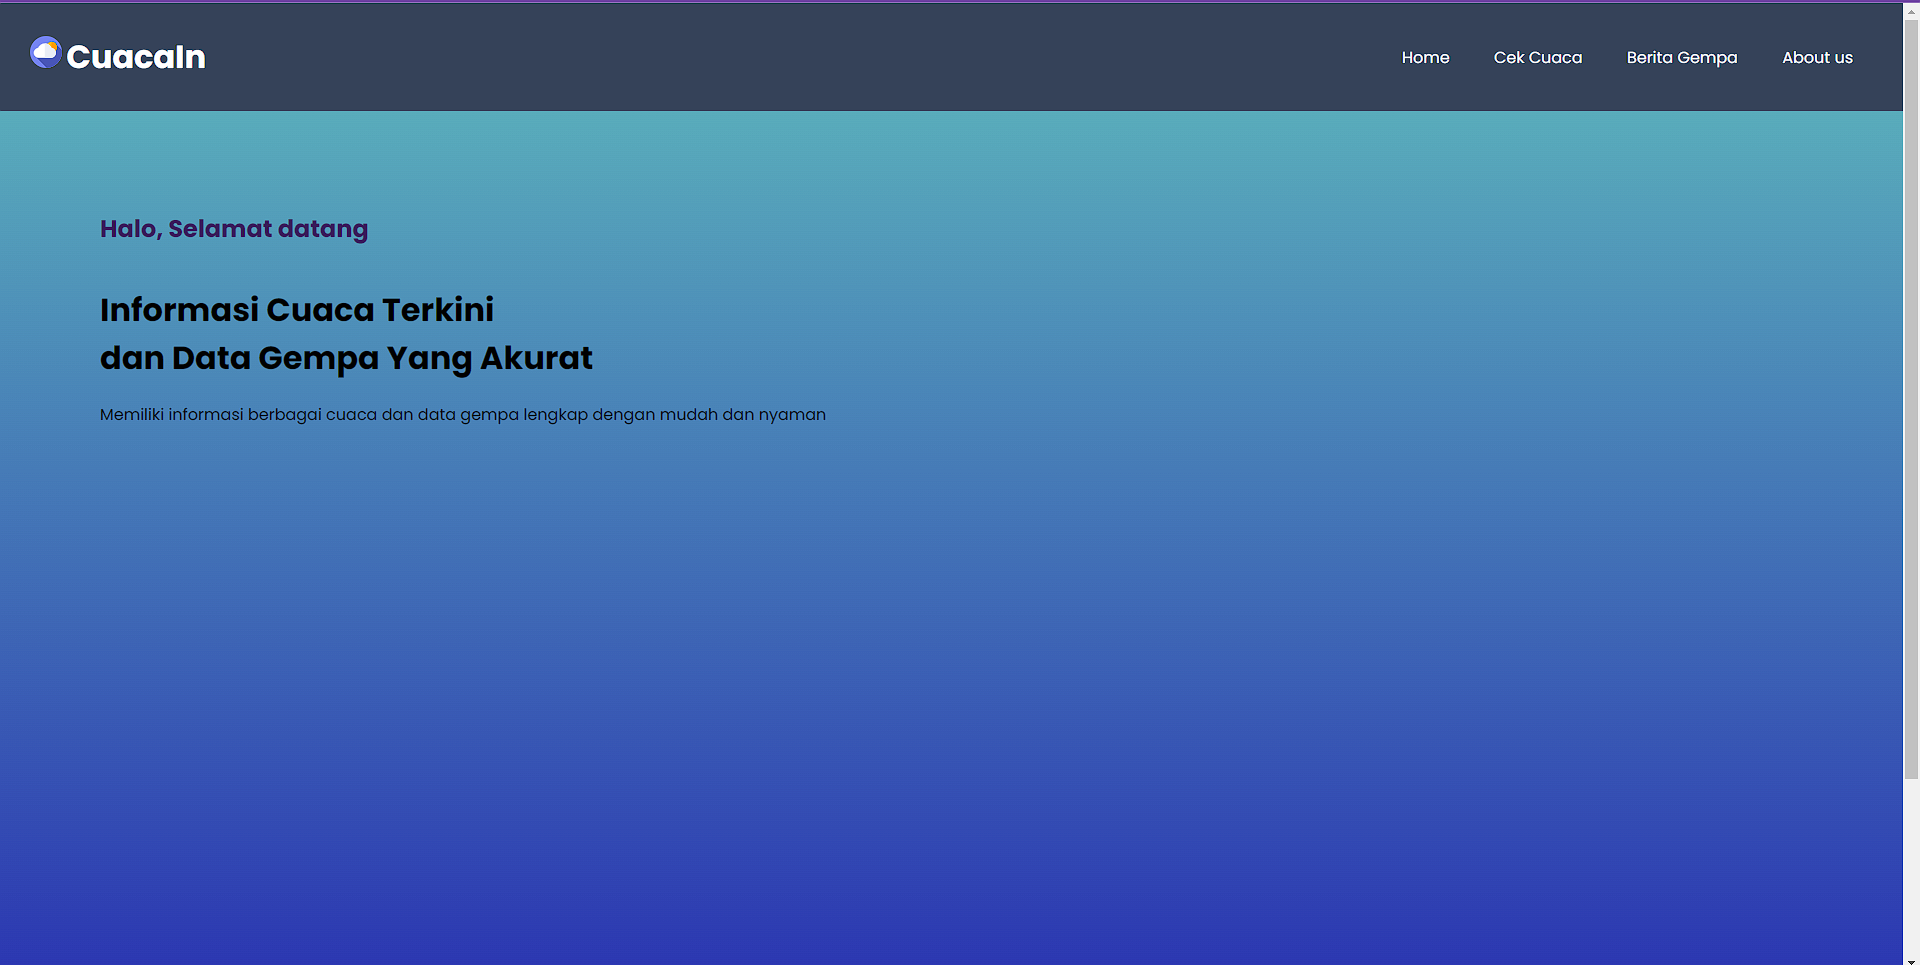 CuacaIn
Home Cek Cuaca Berita Gempa About us
Halo, Selamat datang
Informasi Cuaca Terkini
dan Data Gempa Yang Akurat
Memiliki informasi berbagai cuaca dan data gempa lengkap dengan mudah dan nyaman